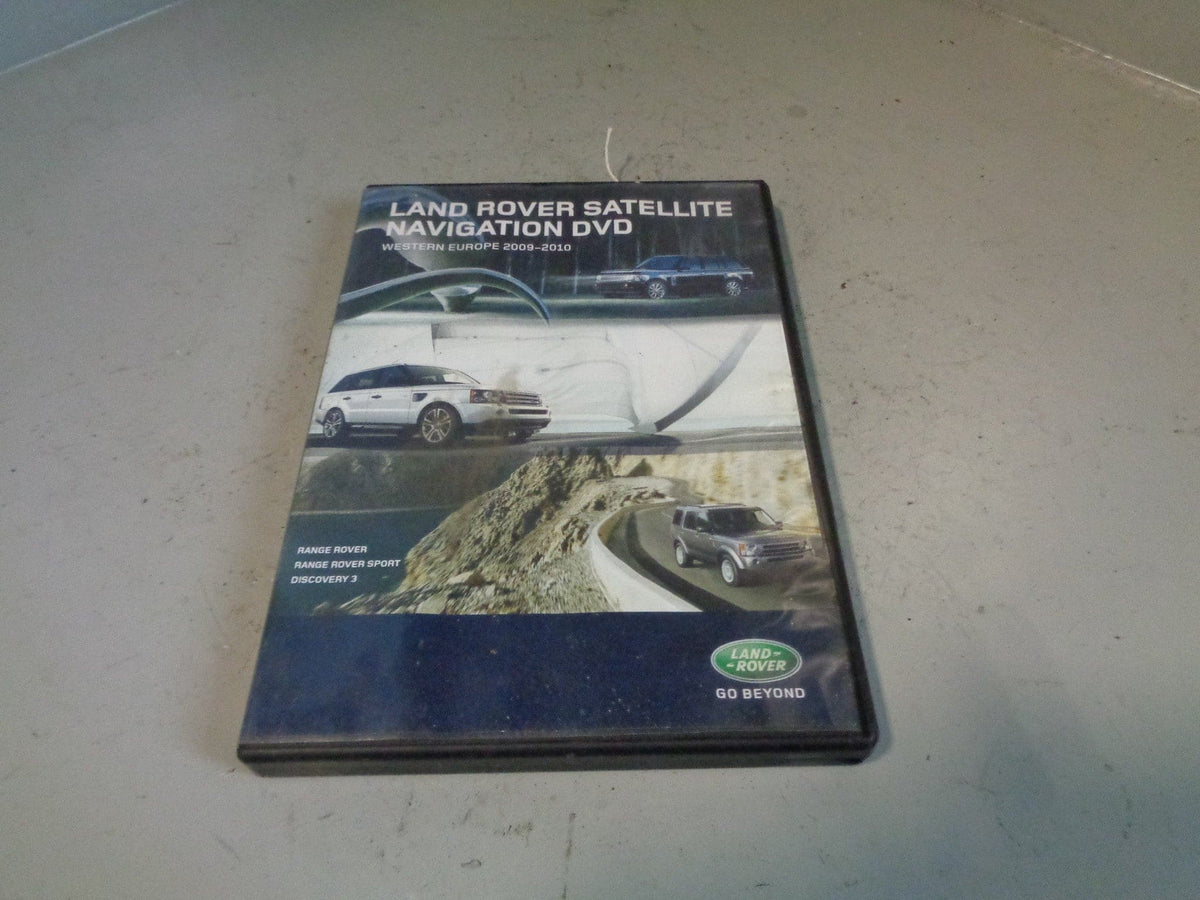 LAND ROVER SATELLITE
NAVIGATION DVD
WESTERN EUROPE 2009-2010
RANGE ROVER
RANGE ROVER SPORT
DISCOVERY 3
LAND-
-ROVER
GO BEYOND